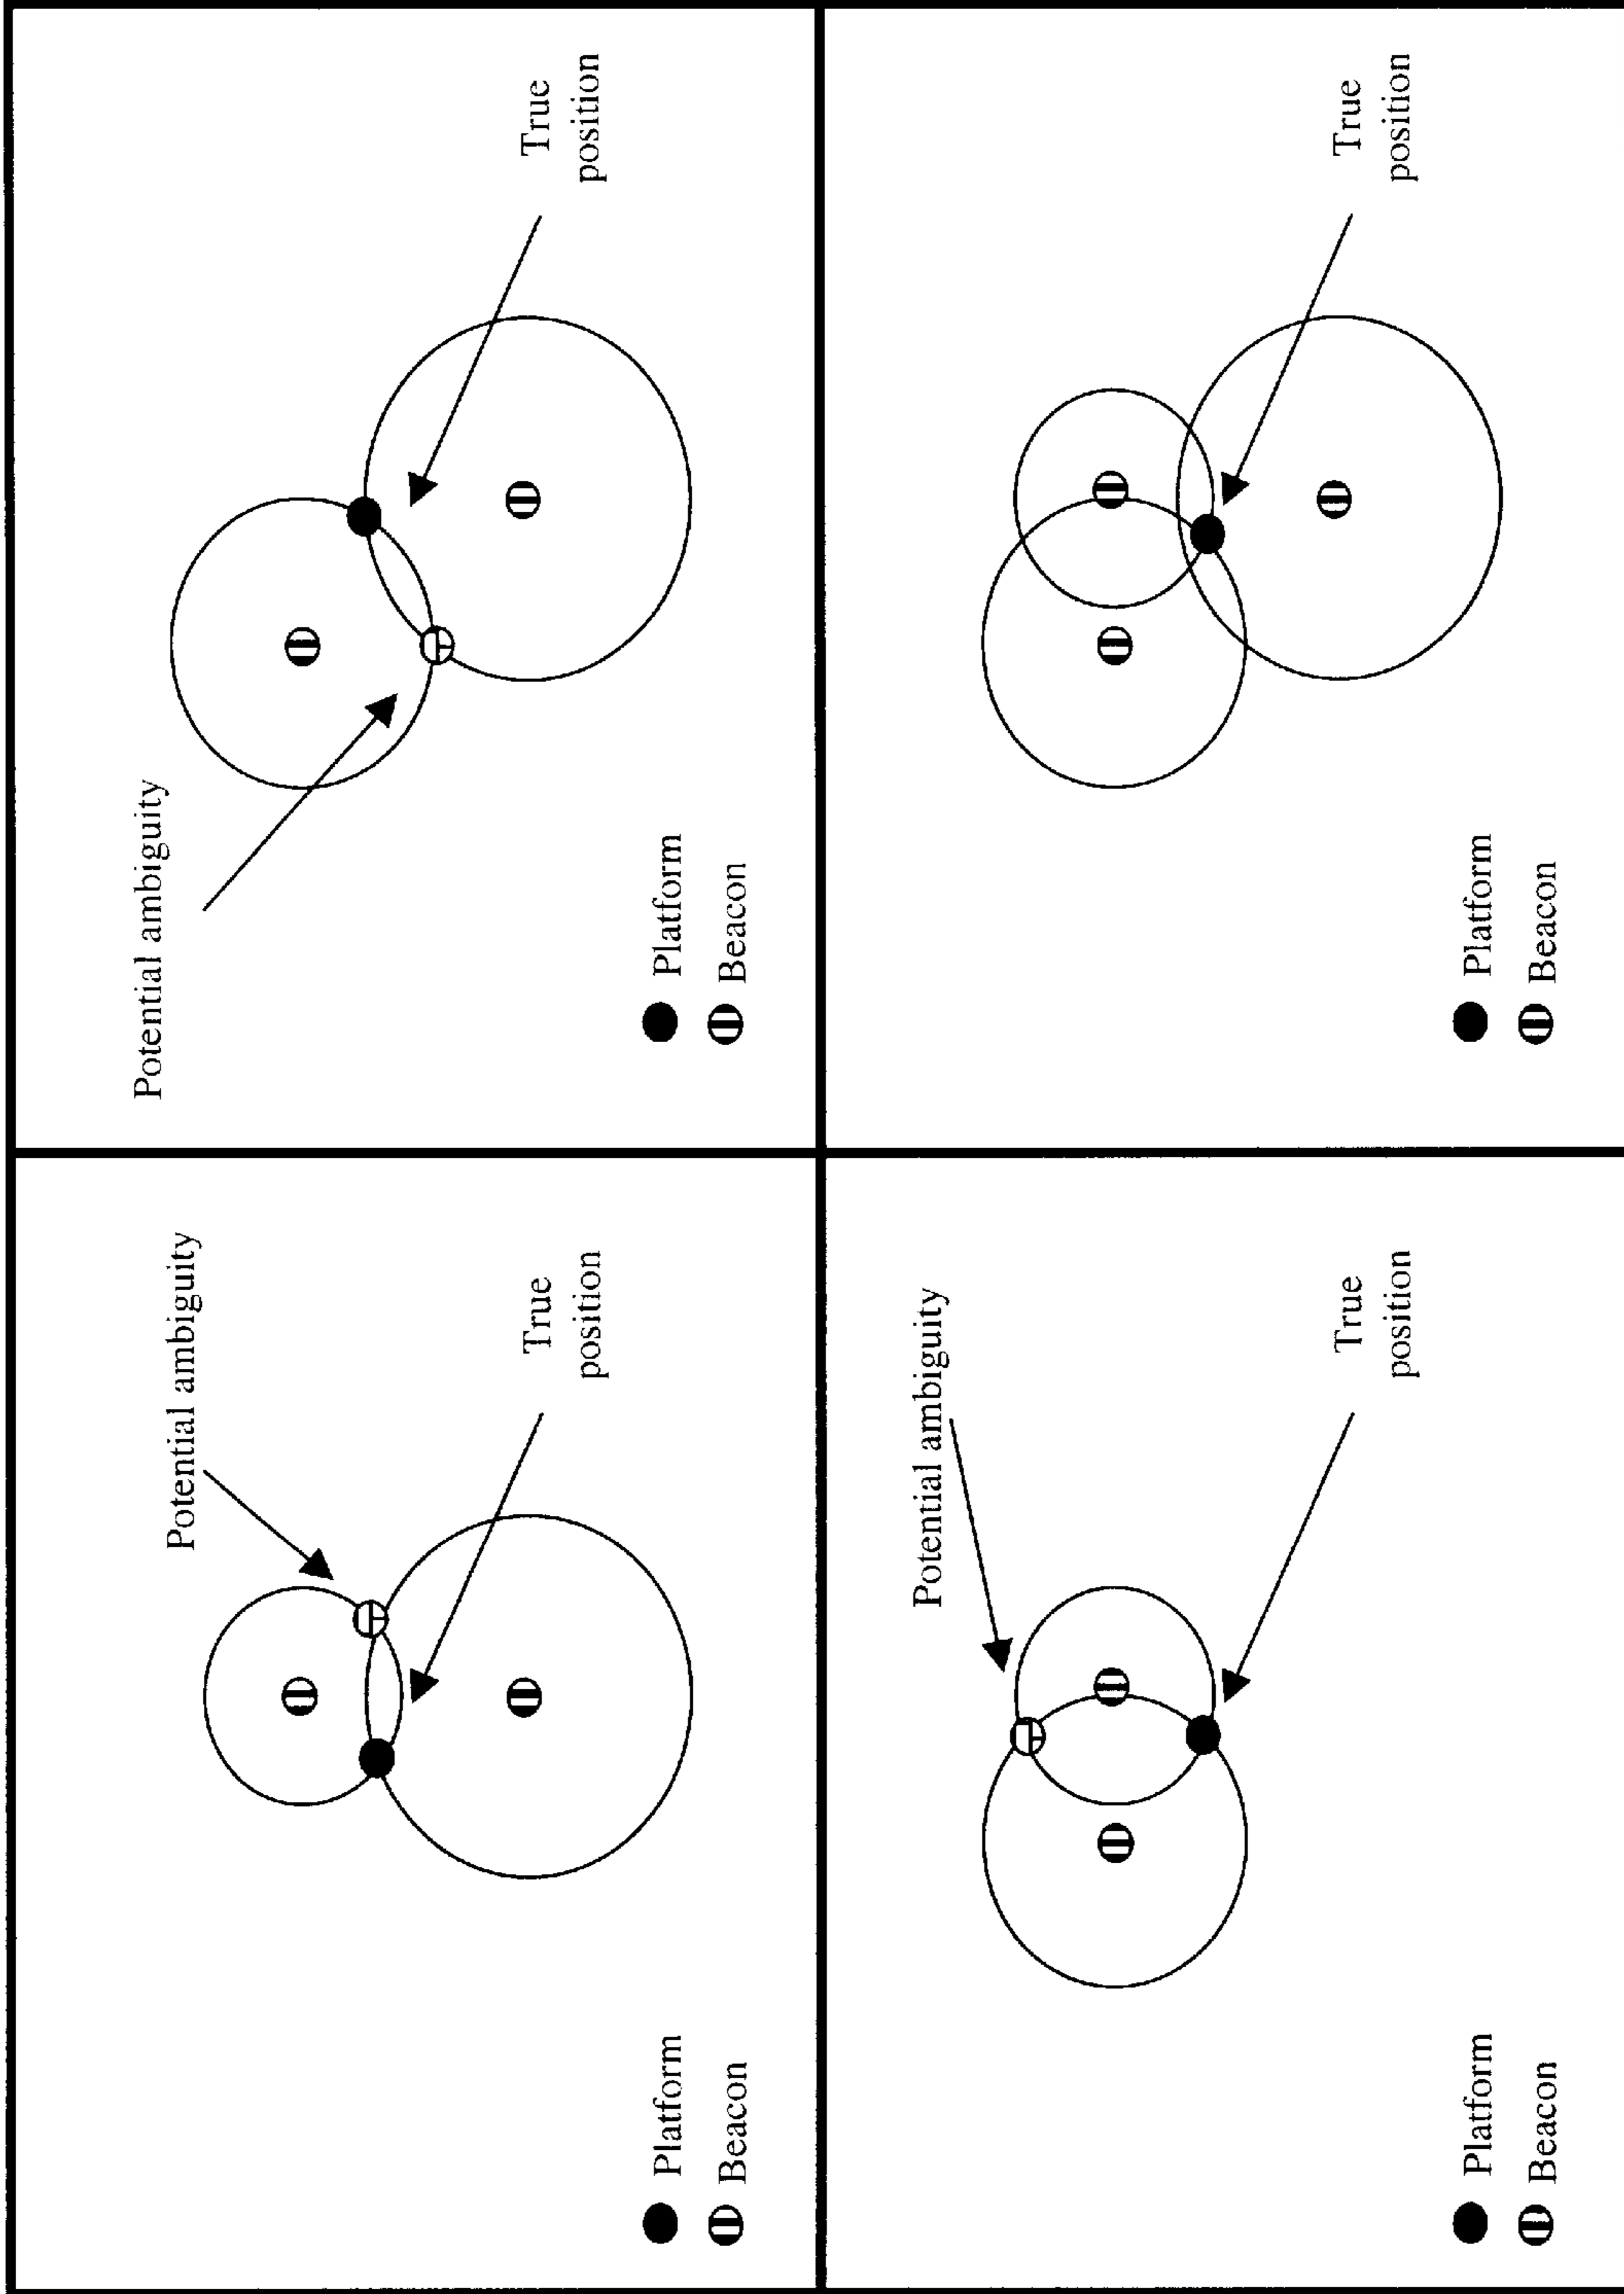 Potential ambiguity
True
position
Platform
Beacon
Potential ambiguity
True
position
Platform
Beacon
Potential ambiguity
True
position
Platform
Beacon
True
position
Platform
Beacon